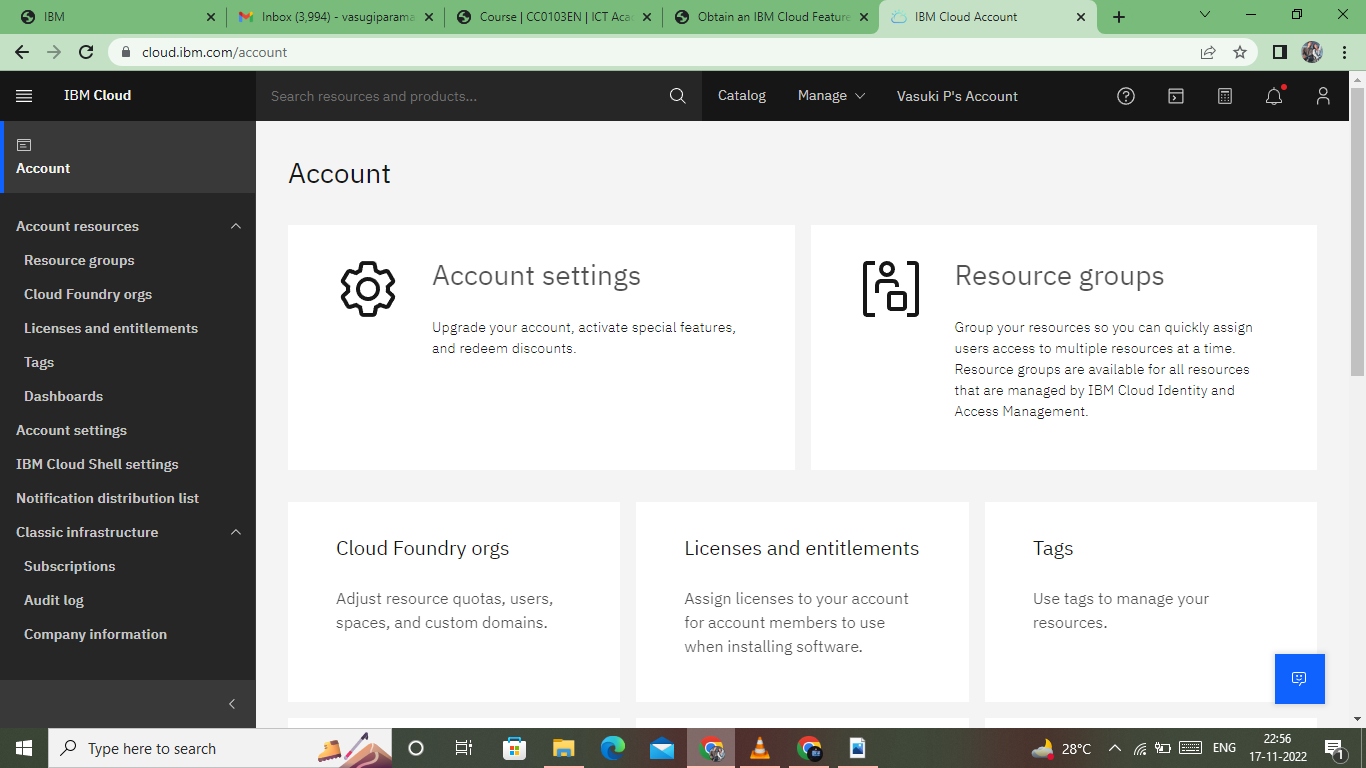 IBM
Inbox (3,994) - vasugiparama
Course | CC0103EN | ICT Aca
Obtain an IBM Cloud Feature
IBM Cloud Account
cloud.ibm.com/account
IBM Cloud
Search resources and products...
Catalog
Manage
Vasuki P's Account
Account
Account resources
Resource groups
Cloud Foundry orgs
Licenses and entitlements
Tags
Dashboards
Account settings
IBM Cloud Shell settings
Notification distribution list
Classic infrastructure
Subscriptions
Audit log
Company information
Account
Account settings
Upgrade your account, activate special features,
and redeem discounts.
Resource groups
Group your resources so you can quickly assign
users access to multiple resources at a time.
Resource groups are available for all resources
that are managed by IBM Cloud Identity and
Access Management.
Cloud Foundry orgs
Adjust resource quotas, users,
spaces, and custom domains.
Licenses and entitlements
Assign licenses to your account
for account members to use
when installing software.
Tags
Use tags to manage your
resources.
Type here to search
28°C
ENG
22:56
17-11-2022
1